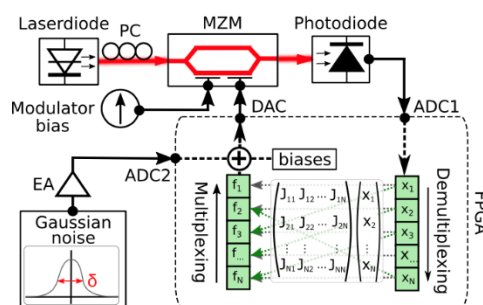 Laserdiode
PC
MZM
Photodiode
Modulator
bias
DAC
ADC1
ADC2
biases
EA
Gaussian
noise
δ
Multiplexing
f1
f2
f3
f...
fN
J11 J12 ... J1N
J21 J22 ... J2N
⋮ ⋮ ⋮
JN1 JN2 ... JNN
x1
x2
⋮
xN
x1
x2
x3
x...
xN
Demultiplexing
FPGA